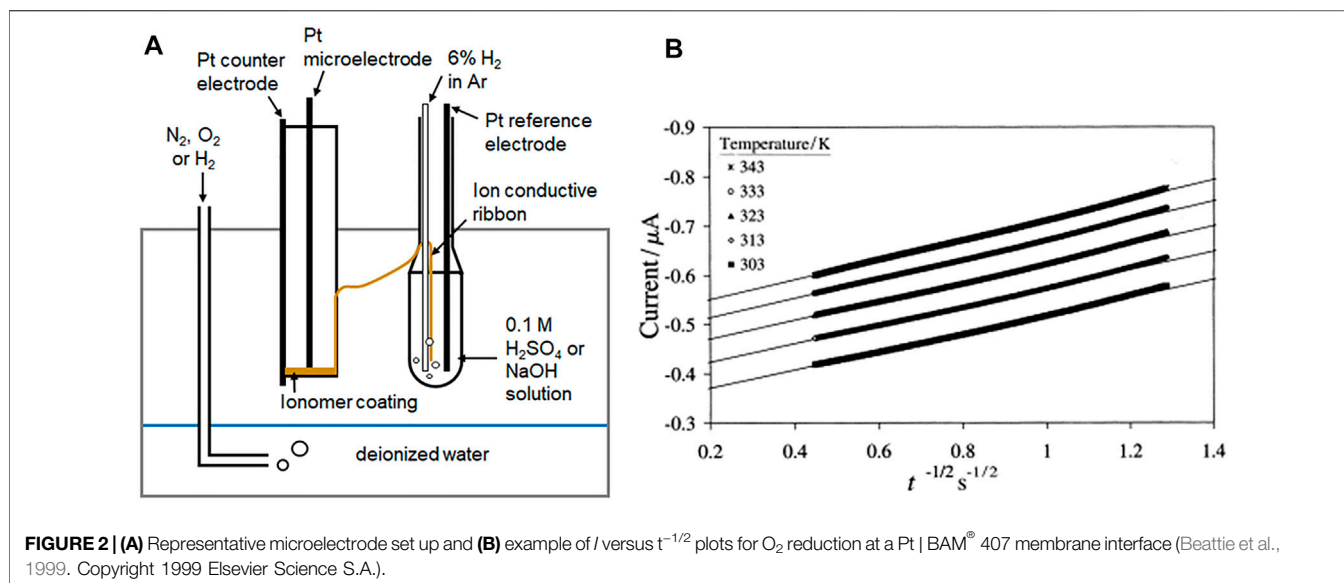 A
Pt
microelectrode
Pt counter
electrode
6% H₂
in Ar
N₂, O₂
or H₂
Pt reference
electrode
Ion conductive
ribbon
0.1 M
H₂SO₄ or
NaOH
solution
Ionomer coating
deionized water
B
-0.9
-0.8
-0.7
-0.6
-0.5
-0.4
-0.3
Current/μA
Temperature/K
× 343
○ 333
▲ 323
◇ 313
■ 303
0.2 0.4 0.6 0.8 1 1.2 1.4
t ⁻¹/² s⁻¹/²
FIGURE 2 | (A) Representative microelectrode set up and (B) example of I versus t⁻¹/² plots for O₂ reduction at a Pt | BAM® 407 membrane interface (Beattie et al.,
1999. Copyright 1999 Elsevier Science S.A.).